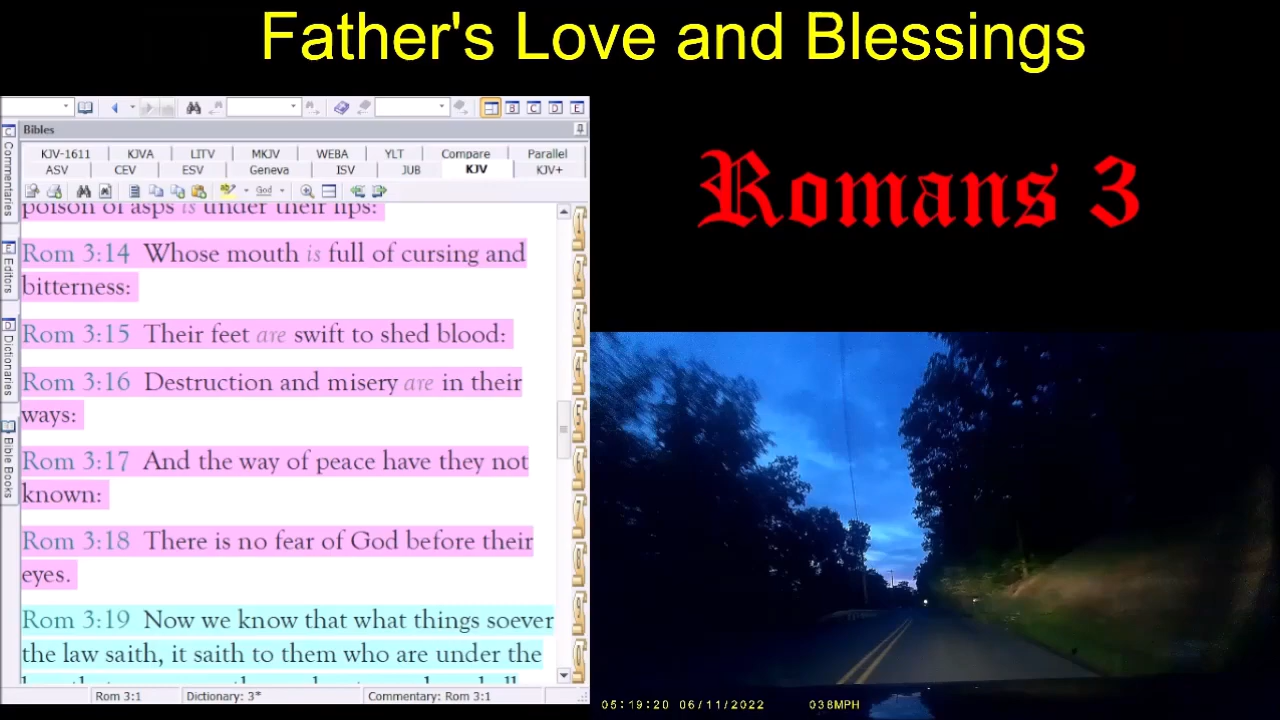 Father's Love and Blessings
Bibles
KJV-1611 KJVA LITV MKJV WEBA YLT Compare Parallel
ASV CEV ESV Geneva ISV JUB KJV KJV+
God
Commentaries
Editors
Dictionaries
Bible Books
poison of asps is under their lips:
Rom 3:14 Whose mouth is full of cursing and
bitterness:
Rom 3:15 Their feet are swift to shed blood:
Rom 3:16 Destruction and misery are in their
ways:
Rom 3:17 And the way of peace have they not
known:
Rom 3:18 There is no fear of God before their
eyes.
Rom 3:19 Now we know that what things soever
the law saith, it saith to them who are under the
Rom 3:1 Dictionary: 3* Commentary: Rom 3:1
Romans 3
05:19:20 06/11/2022 038MPH